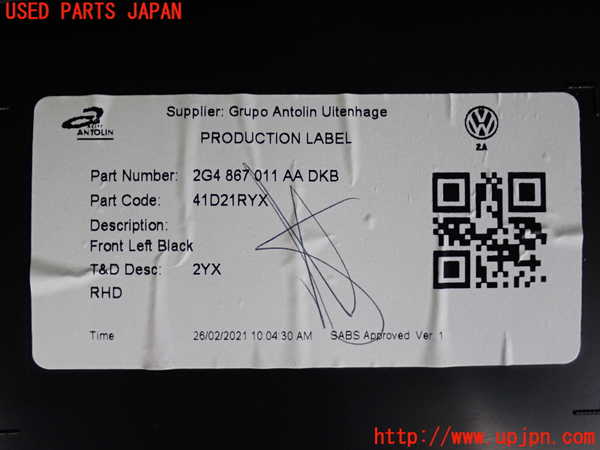 USED PARTS JAPAN
Supplier: Grupo Antolin Uitenhage
ANTOLIN
PRODUCTION LABEL
2A
Part Number: 2G4 867 011 AA DKB
Part Code: 41D21RYX
Description:
Front Left Black
T&D Desc: 2YX
RHD
Time 26/02/2021 10:04:30 AM SABS Approved Ver. 1
http://www.upjpn.com/